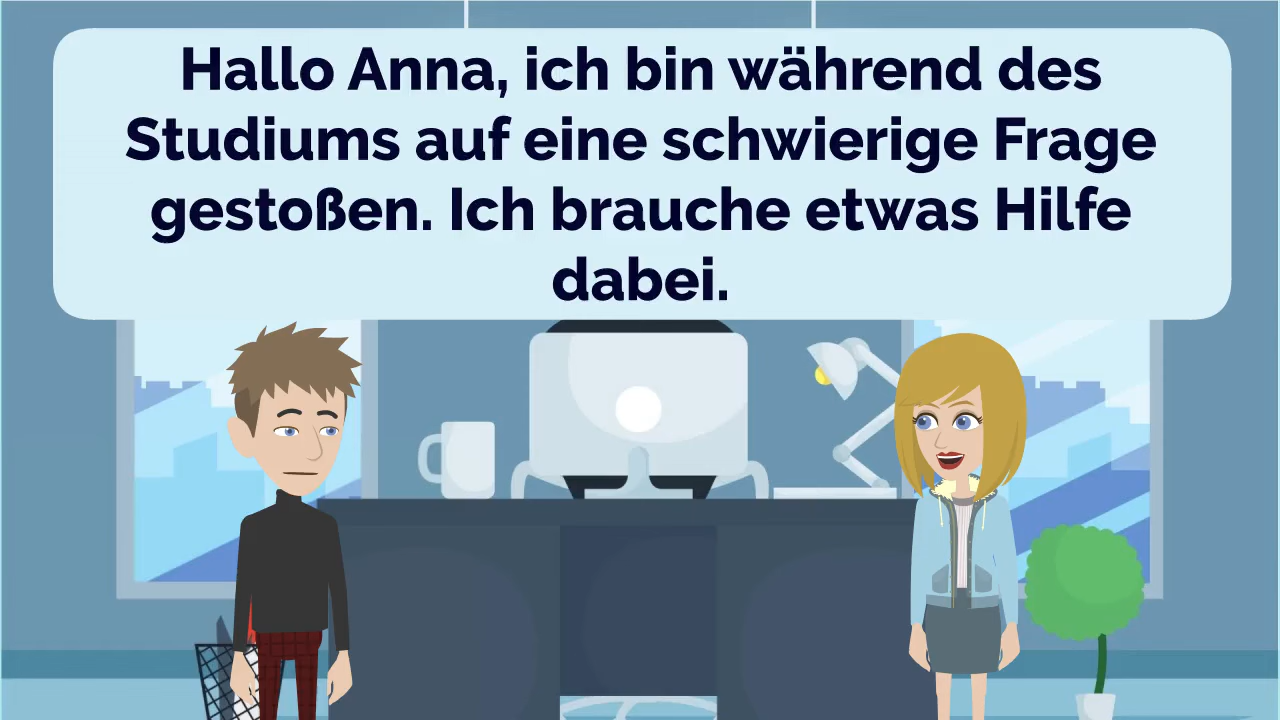 Hallo Anna, ich bin während des
Studiums auf eine schwierige Frage
gestoßen. Ich brauche etwas Hilfe
dabei.